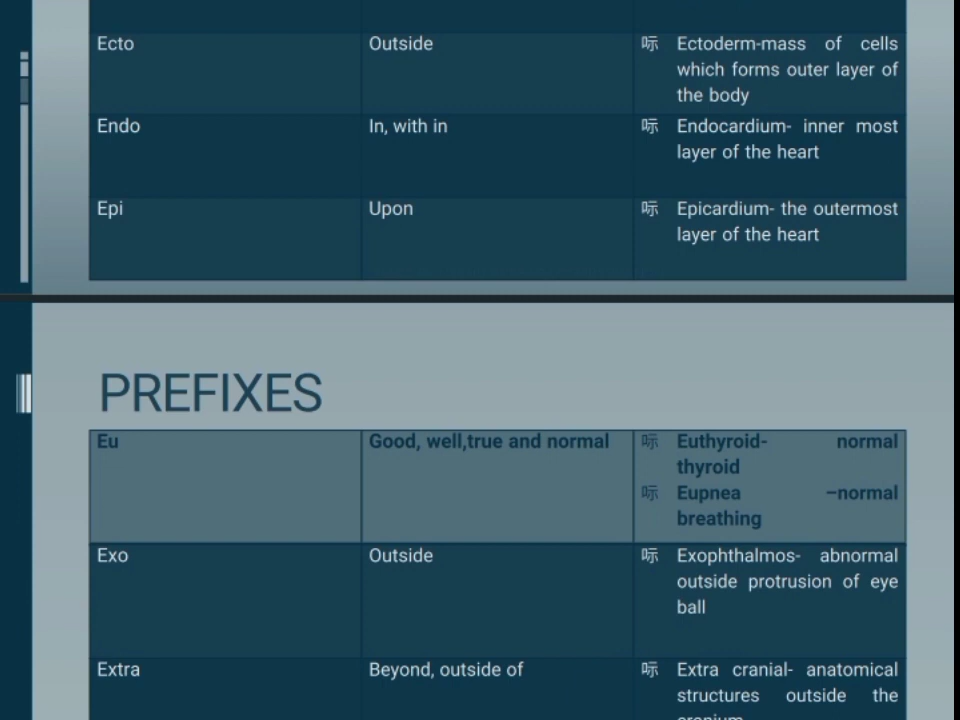 Ecto Outside 呩 Ectoderm-mass of cells
which forms outer layer of
the body
Endo In, with in 呩 Endocardium- inner most
layer of the heart
Epi Upon 呩 Epicardium- the outermost
layer of the heart
PREFIXES
Eu Good, well,true and normal 呩 Euthyroid- normal
thyroid
呩 Eupnea –normal
breathing
Exo Outside 呩 Exophthalmos- abnormal
outside protrusion of eye
ball
Extra Beyond, outside of 呩 Extra cranial- anatomical
structures outside the
cranium